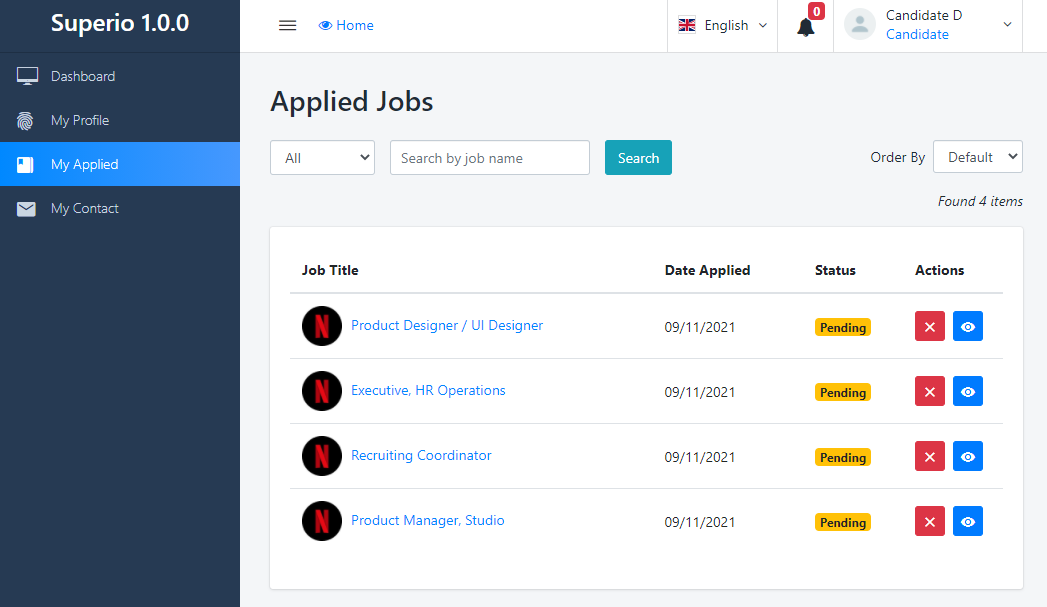 Superio 1.0.0
Home
English
0
Candidate D
Candidate
Dashboard
My Profile
My Applied
My Contact
Applied Jobs
All
Search by job name
Search
Order By
Default
Found 4 items
Job Title Date Applied Status Actions
N Product Designer / UI Designer 09/11/2021 Pending
N Executive, HR Operations 09/11/2021 Pending
N Recruiting Coordinator 09/11/2021 Pending
N Product Manager, Studio 09/11/2021 Pending